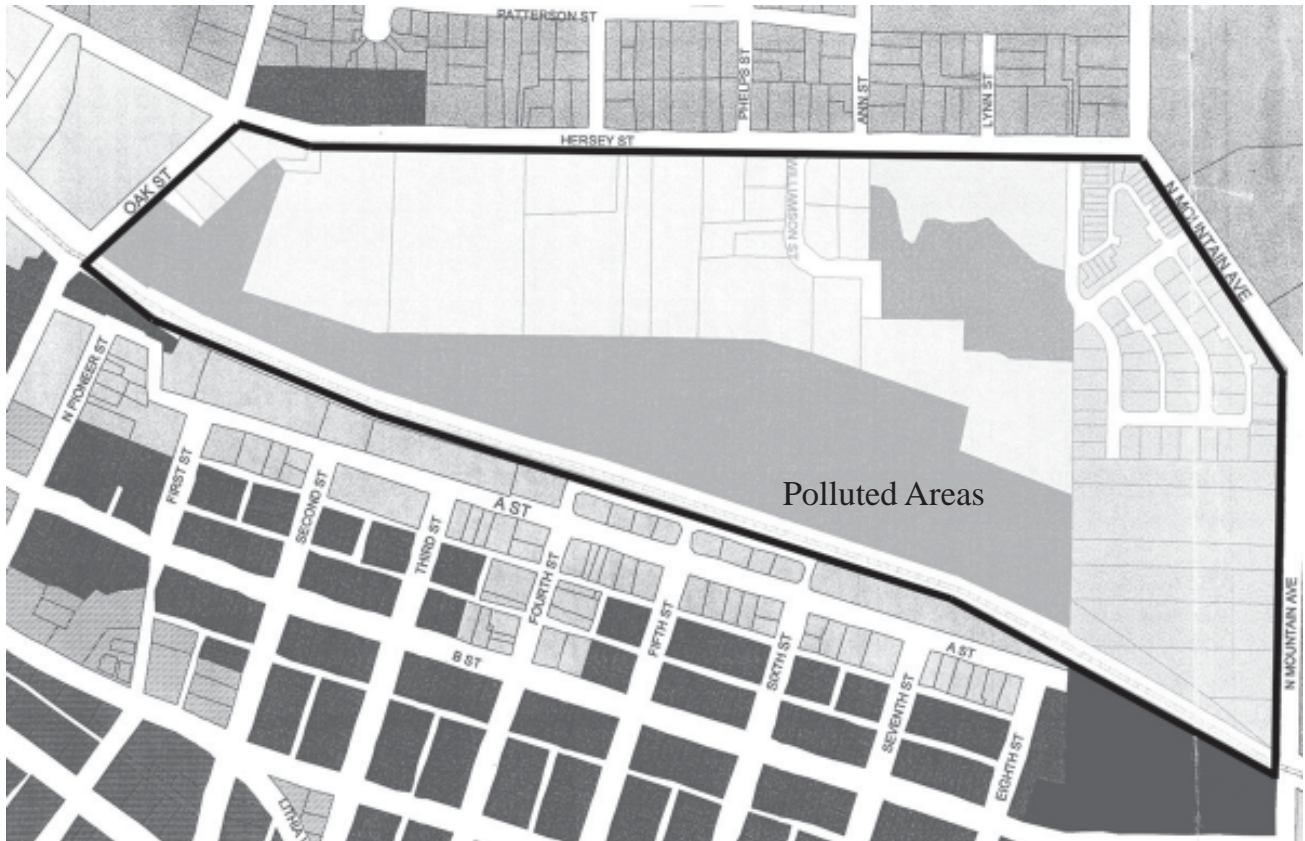 PATTERSON ST
PHELPS ST
ANN ST
LYNN ST
HERSEY ST
OAK ST
WILLIAMSON ST
N MOUNTAIN AVE
Polluted Areas
N PIONEER ST
FIRST ST
SECOND ST
THIRD ST
A ST
FOURTH ST
FIFTH ST
B ST
SIXTH ST
A ST
SEVENTH ST
EIGHTH ST
N MOUNTAIN AVE
LITHIA